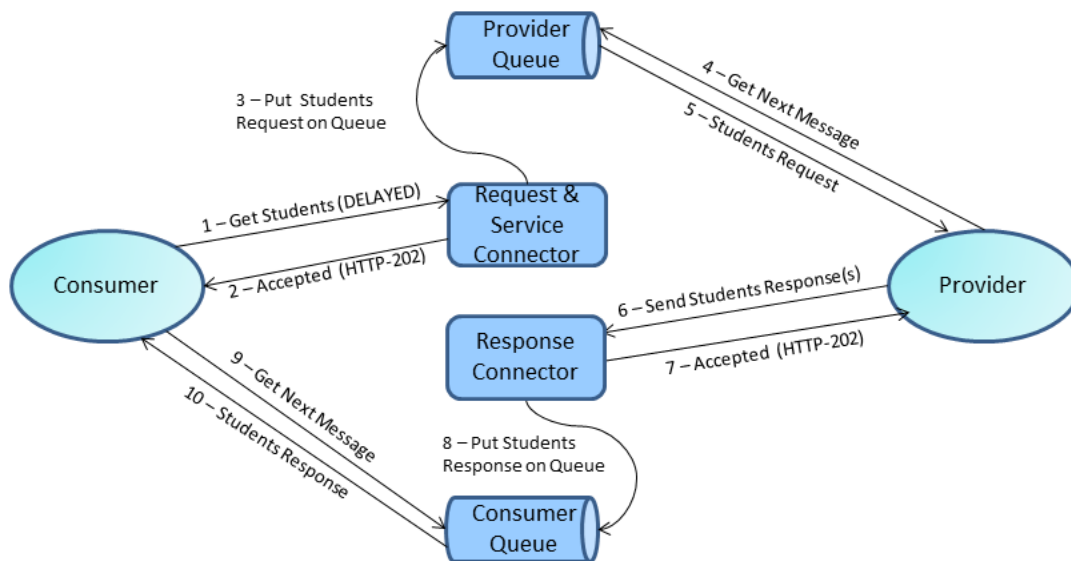 Provider
Queue
3 – Put  Students
Request on Queue
4 – Get Next Message
5 – Students Request
1 – Get Students (DELAYED)
Request &
Service
Connector
2 – Accepted (HTTP-202)
Consumer
Provider
6 – Send Students Response(s)
Response
Connector
7 – Accepted (HTTP-202)
9 – Get Next Message
10 – Students Response
8 – Put Students
Response on Queue
Consumer
Queue